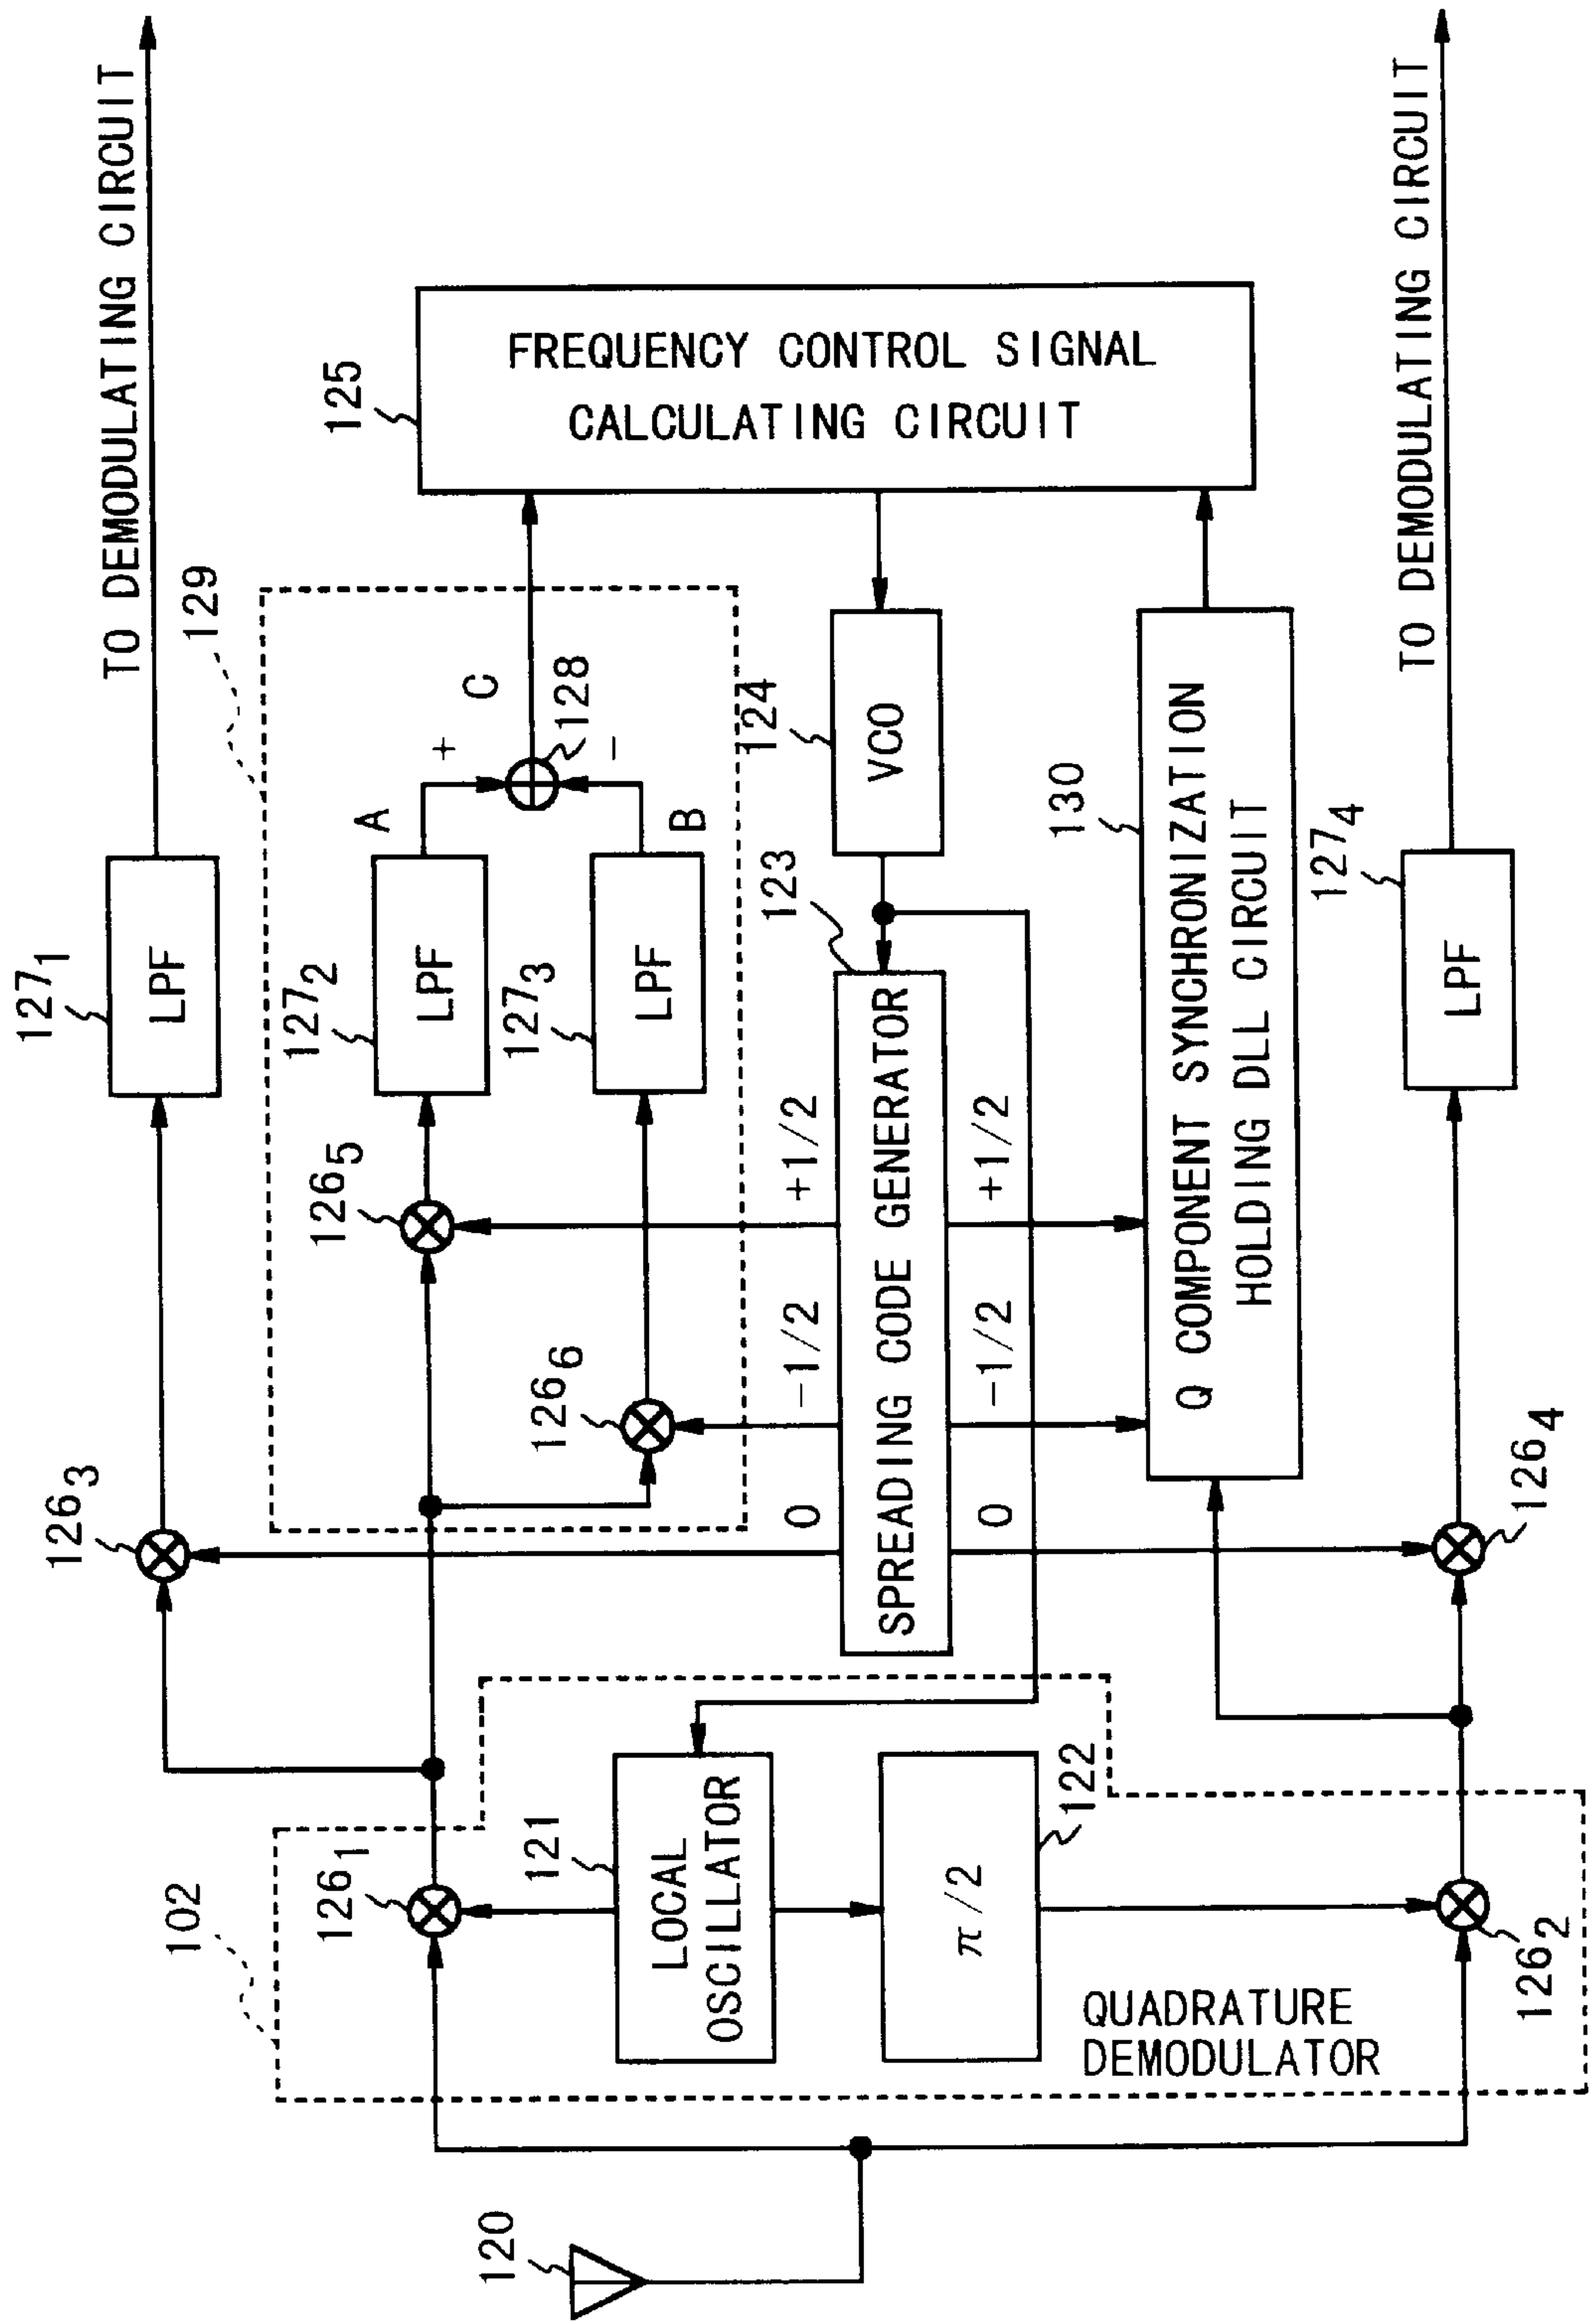 127₁
LPF
TO DEMODULATING CIRCUIT
126₃
129
127₂
LPF
A
+
C
126₅
127₃
LPF
B
−
128
126₆
125
FREQUENCY CONTROL SIGNAL
CALCULATING CIRCUIT
102
126₁
121
LOCAL
OSCILLATOR
0
−1/2
+1/2
123
124
VCO
SPREADING CODE GENERATOR
0
−1/2
+1/2
π/2
122
130
Q COMPONENT SYNCHRONIZATION
HOLDING DLL CIRCUIT
120
QUADRATURE
DEMODULATOR
126₂
126₄
127₄
LPF
TO DEMODULATING CIRCUIT